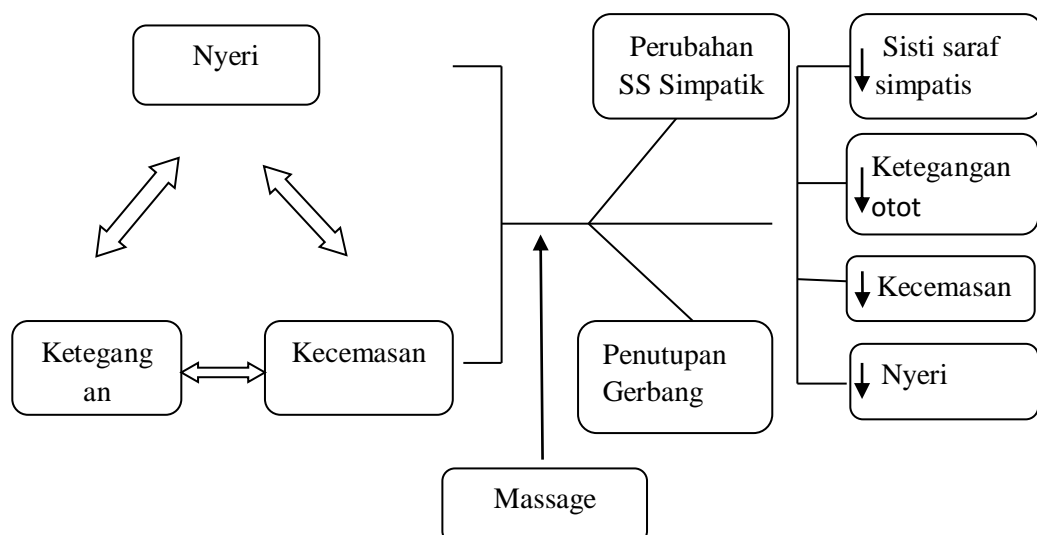 Nyeri
Ketegang
an
Kecemasan
Massage
Perubahan
SS Simpatik
Penutupan
Gerbang
Sisti saraf
simpatis
Ketegangan
otot
Kecemasan
Nyeri